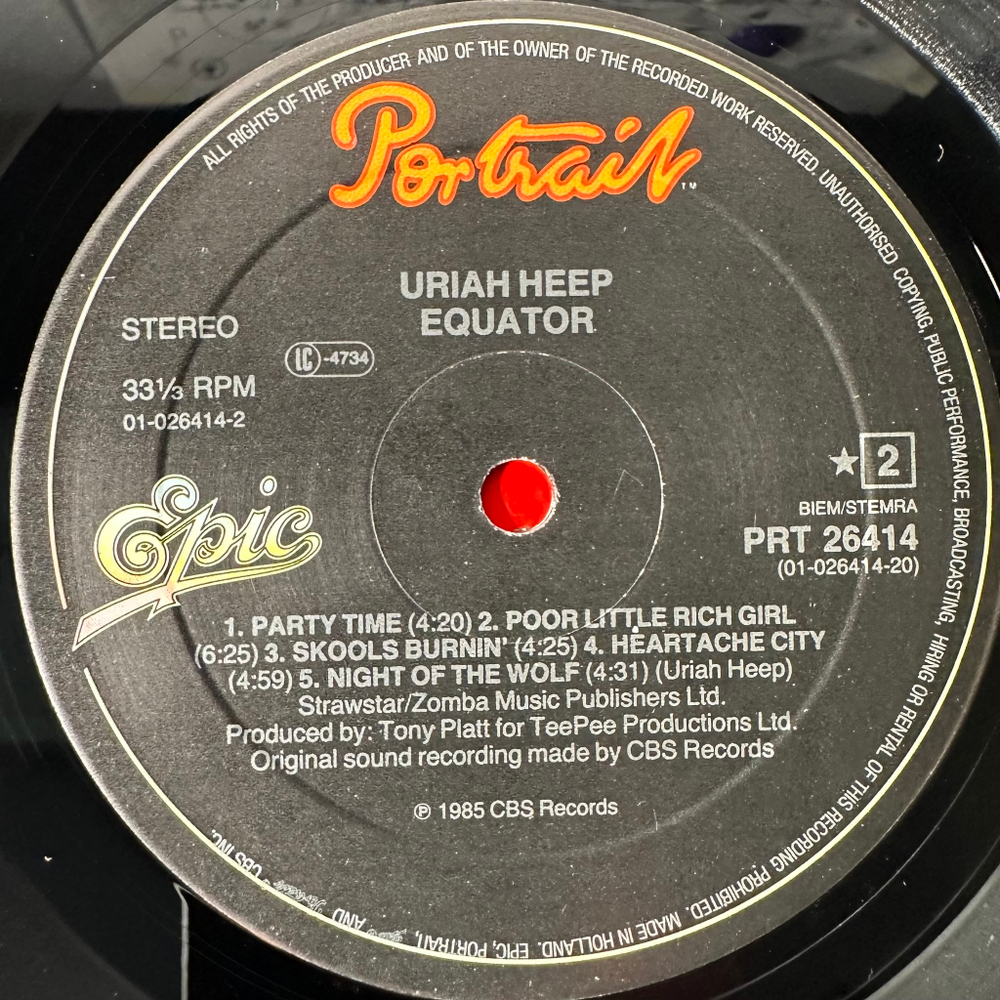 ALL RIGHTS OF THE PRODUCER AND OF THE OWNER OF THE RECORDED WORK RESERVED. UNAUTHORISED COPYING, PUBLIC PERFORMANCE, BROADCASTING, HIRING OR RENTAL OF THIS RECORDING PROHIBITED. MADE IN HOLLAND. EPIC, PORTRAIT, AND CBS INC.
Portrait™
URIAH HEEP
EQUATOR
STEREO
LC-4734
33⅓ RPM
01-026414-2
★ 2
Epic
BIEM/STEMRA
PRT 26414
(01-026414-20)
1. PARTY TIME (4:20) 2. POOR LITTLE RICH GIRL
(6:25) 3. SKOOLS BURNIN' (4:25) 4. HEARTACHE CITY
(4:59) 5. NIGHT OF THE WOLF (4:31) (Uriah Heep)
Strawstar/Zomba Music Publishers Ltd.
Produced by: Tony Platt for TeePee Productions Ltd.
Original sound recording made by CBS Records
℗ 1985 CBS Records